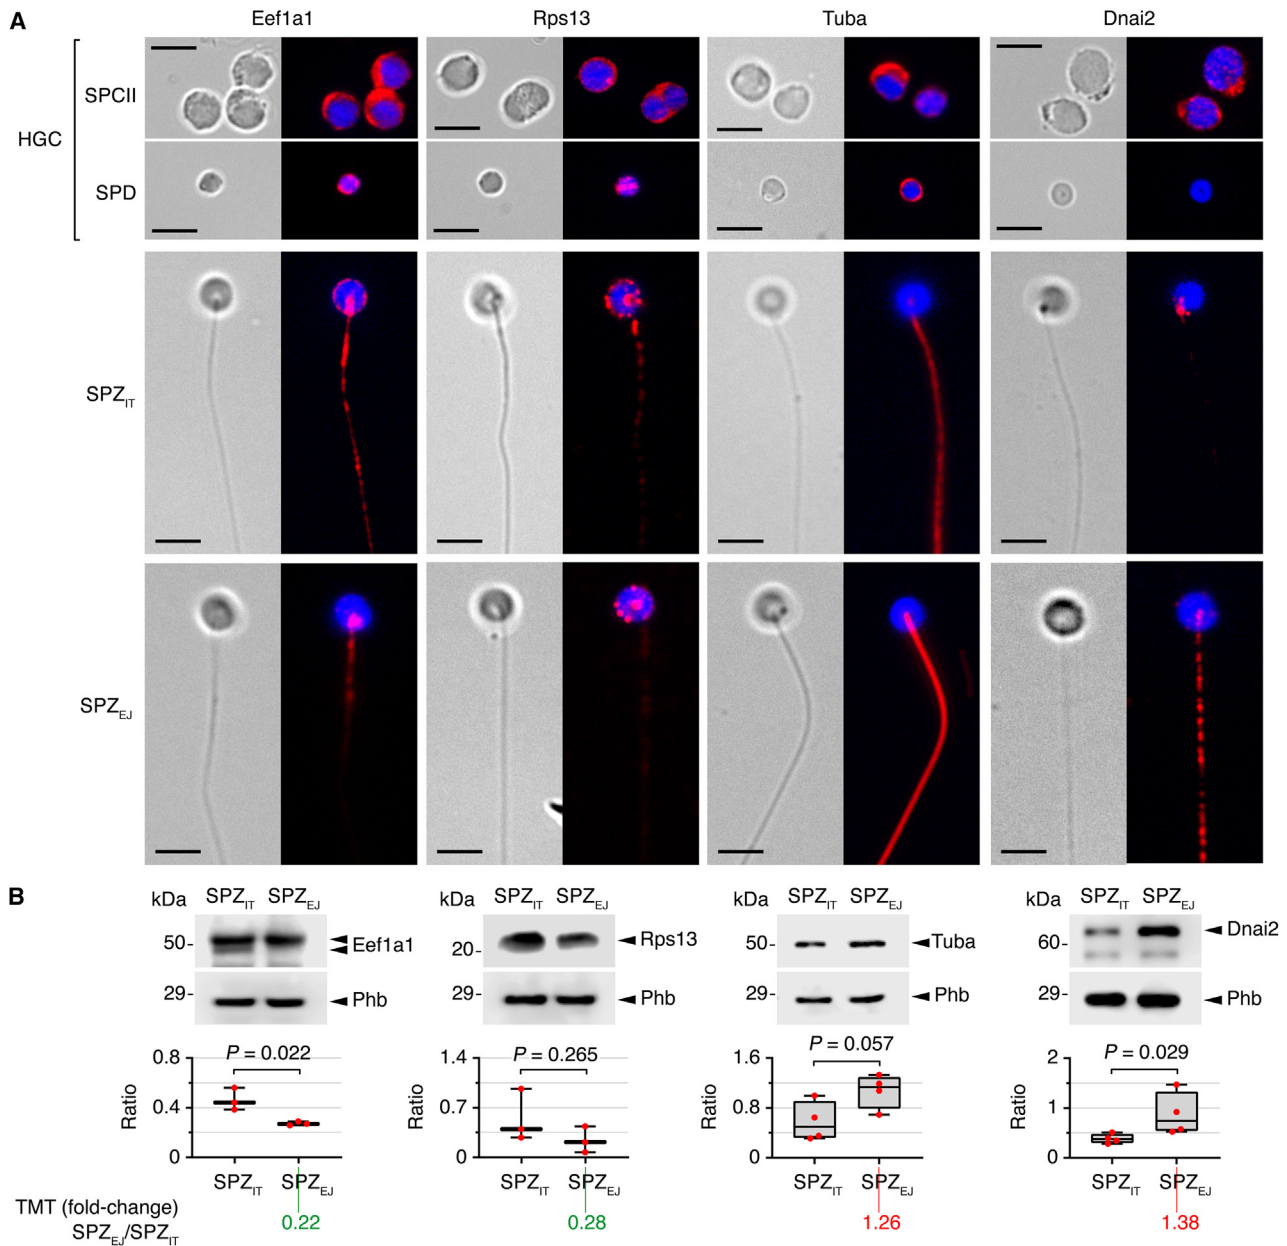 A
Eef1a1 Rps13 Tuba Dnai2
HGC
SPCII
SPD
SPZIT
SPZEJ
B
kDa SPZIT SPZEJ
50-
Eef1a1
29-
Phb
P = 0.022
Ratio
0.8
0.4
0
SPZIT SPZEJ
kDa SPZIT SPZEJ
20-
Rps13
29-
Phb
P = 0.265
Ratio
1.4
0.7
0
SPZIT SPZEJ
kDa SPZIT SPZEJ
50-
Tuba
29-
Phb
P = 0.057
Ratio
1.6
0.8
0
SPZIT SPZEJ
kDa SPZIT SPZEJ
60-
Dnai2
29-
Phb
P = 0.029
Ratio
2
1
0
SPZIT SPZEJ
TMT (fold-change)
SPZEJ/SPZIT
0.22 0.28 1.26 1.38